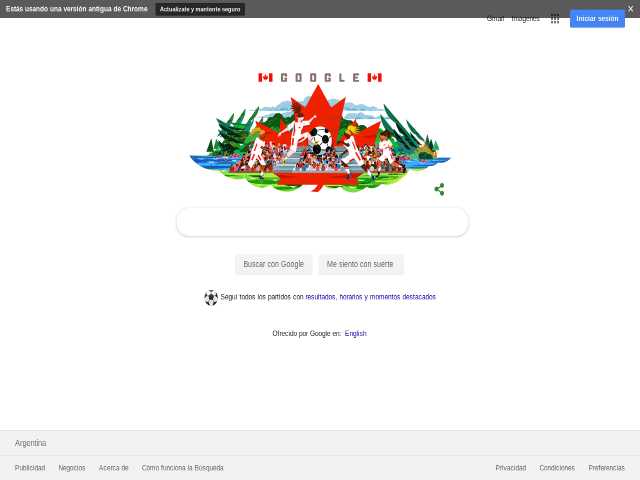 Estás usando una versión antigua de Chrome Actualízate y mantente seguro X
Gmail Imágenes Iniciar sesión
GOOGLE
Buscar con Google Me siento con suerte
Seguí todos los partidos con resultados, horarios y momentos destacados
Ofrecido por Google en: English
Argentina
Publicidad Negocios Acerca de Cómo funciona la Búsqueda Privacidad Condiciones Preferencias